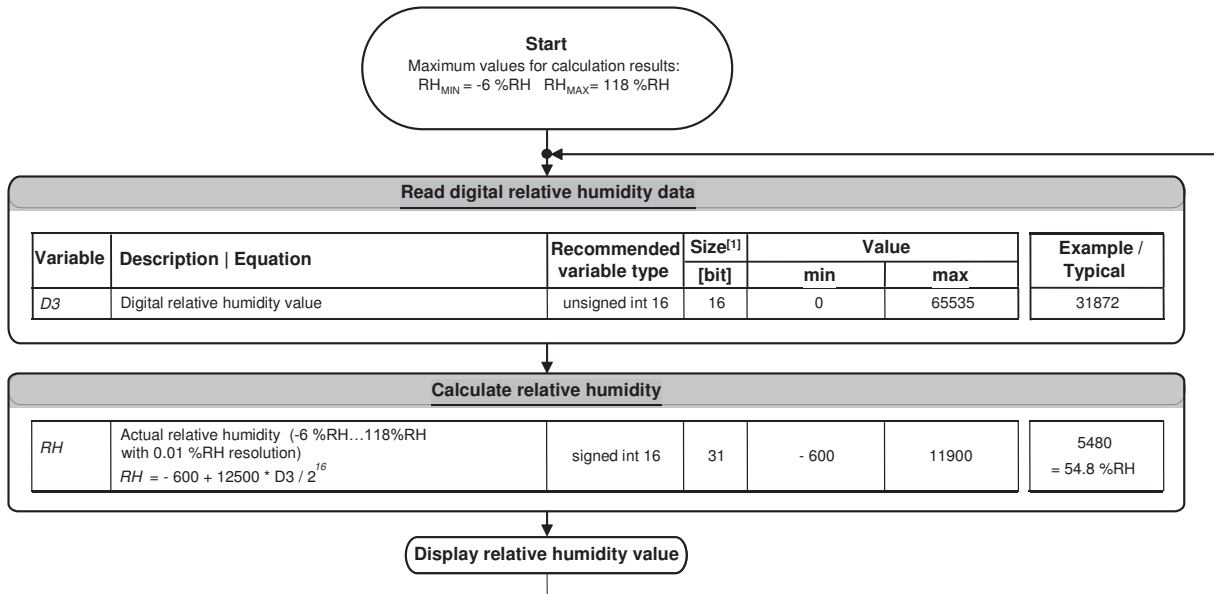 Start
Maximum values for calculation results:
RH_MIN = -6 %RH RH_MAX= 118 %RH
Read digital relative humidity data
Variable Description | Equation Recommended variable type Size[1] [bit] Value min max Example / Typical
D3 Digital relative humidity value unsigned int 16 16 0 65535 31872
Calculate relative humidity
RH Actual relative humidity (-6 %RH…118%RH
with 0.01 %RH resolution)
RH = - 600 + 12500 * D3 / 2^16
signed int 16 31 - 600 11900 5480
= 54.8 %RH
Display relative humidity value